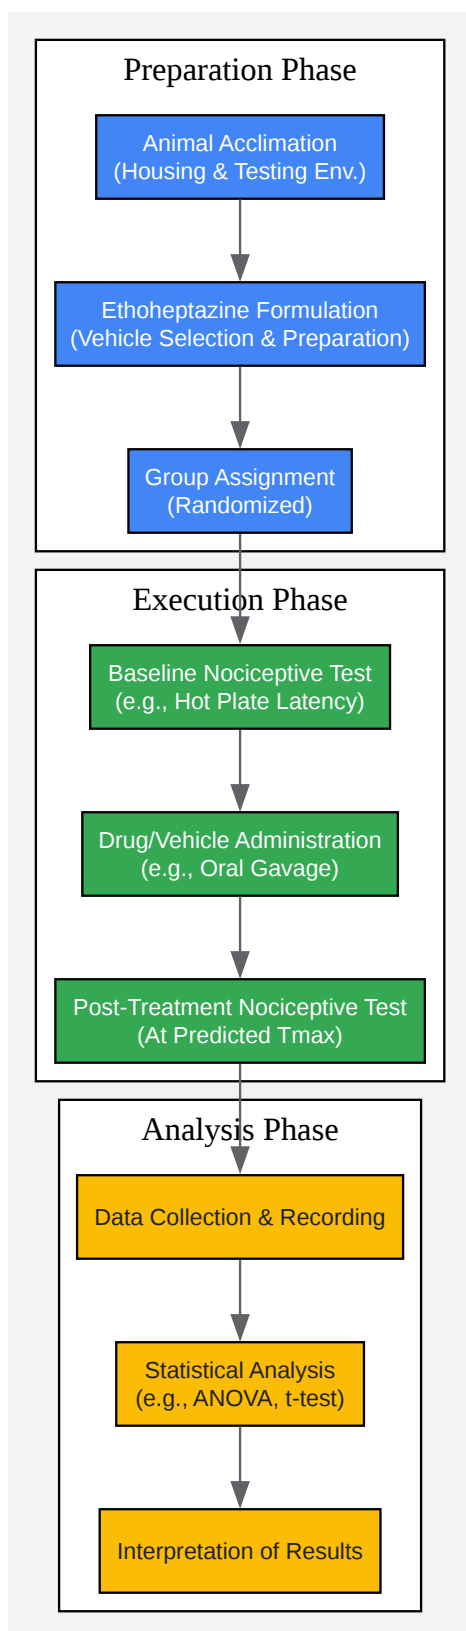 Preparation Phase
Animal Acclimation
(Housing & Testing Env.)
Ethoheptazine Formulation
(Vehicle Selection & Preparation)
Group Assignment
(Randomized)
Execution Phase
Baseline Nociceptive Test
(e.g., Hot Plate Latency)
Drug/Vehicle Administration
(e.g., Oral Gavage)
Post-Treatment Nociceptive Test
(At Predicted Tmax)
Analysis Phase
Data Collection & Recording
Statistical Analysis
(e.g., ANOVA, t-test)
Interpretation of Results